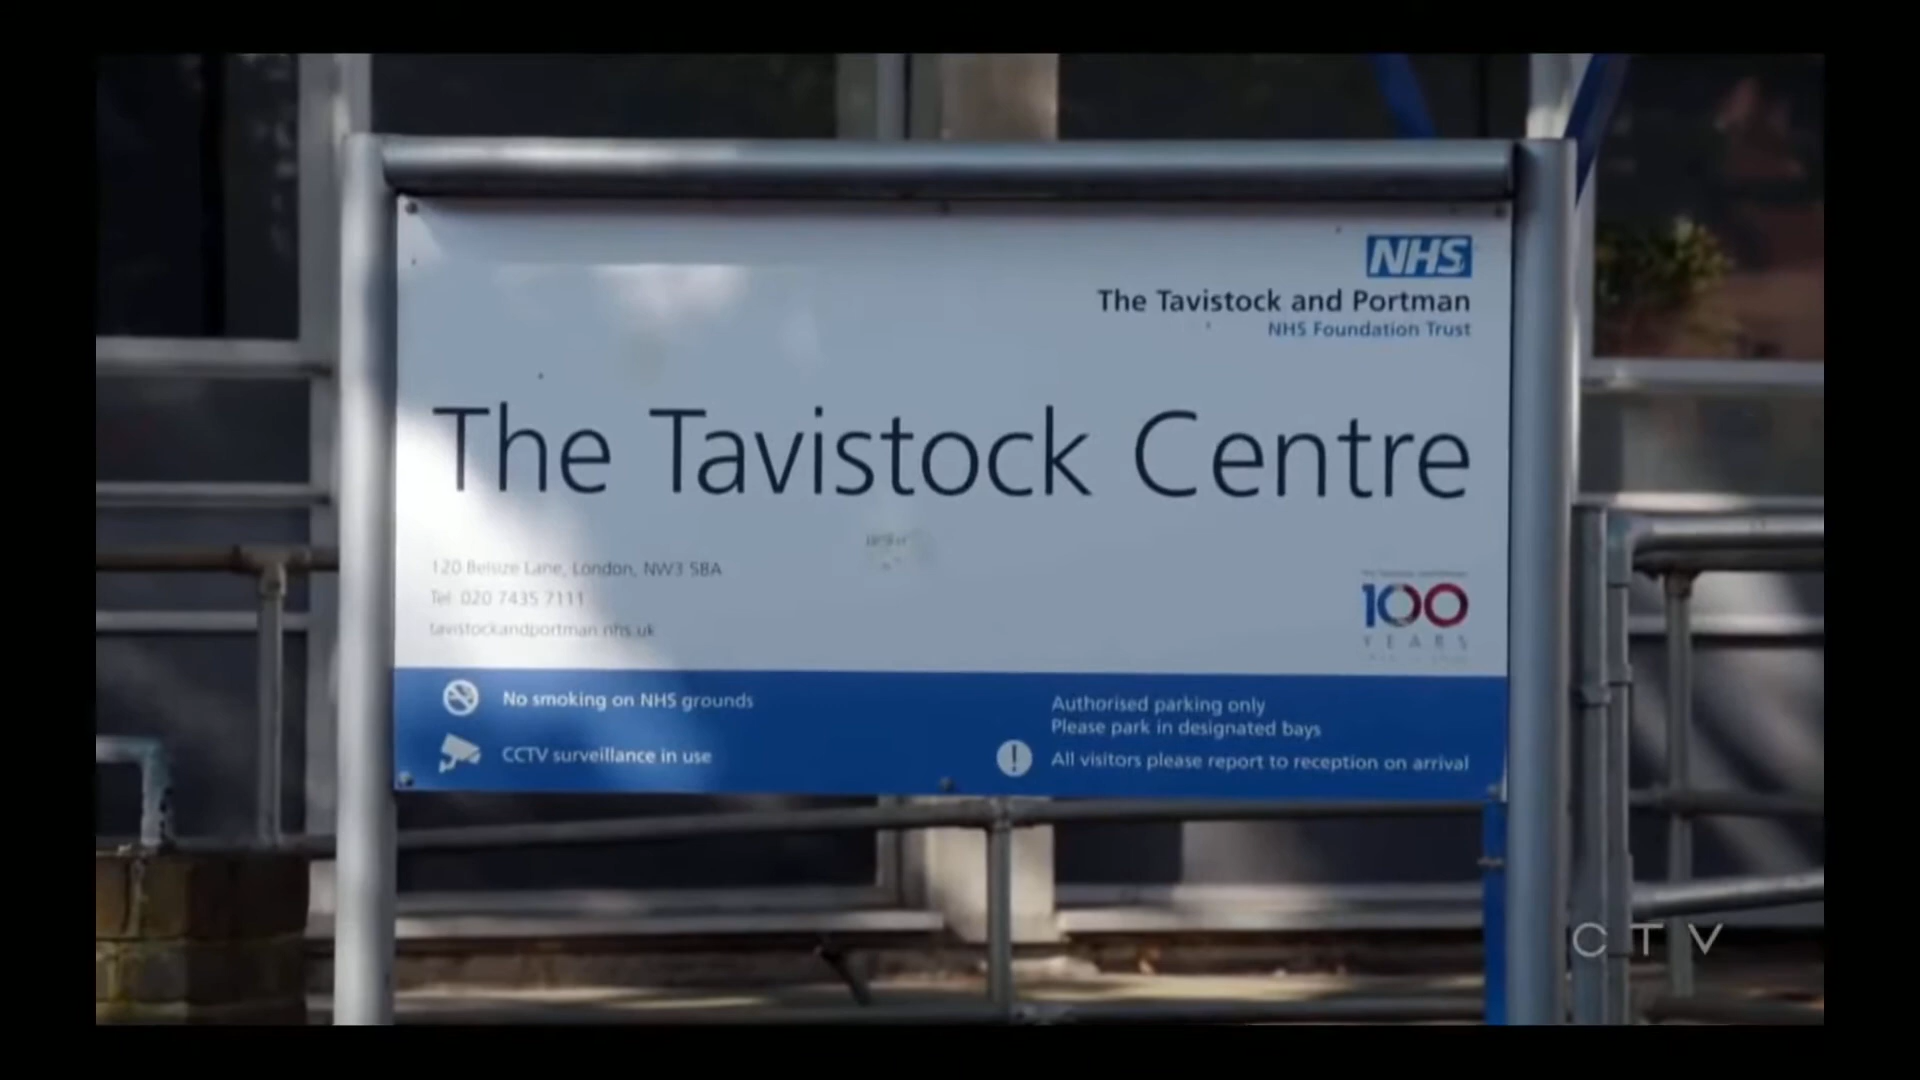 NHS
The Tavistock and Portman
NHS Foundation Trust
The Tavistock Centre
120 Belsize Lane, London, NW3 5BA
Tel: 020 7435 7111
tavistockandportman.nhs.uk
100
YEARS
No smoking on NHS grounds
CCTV surveillance in use
Authorised parking only
Please park in designated bays
All visitors please report to reception on arrival
CTV